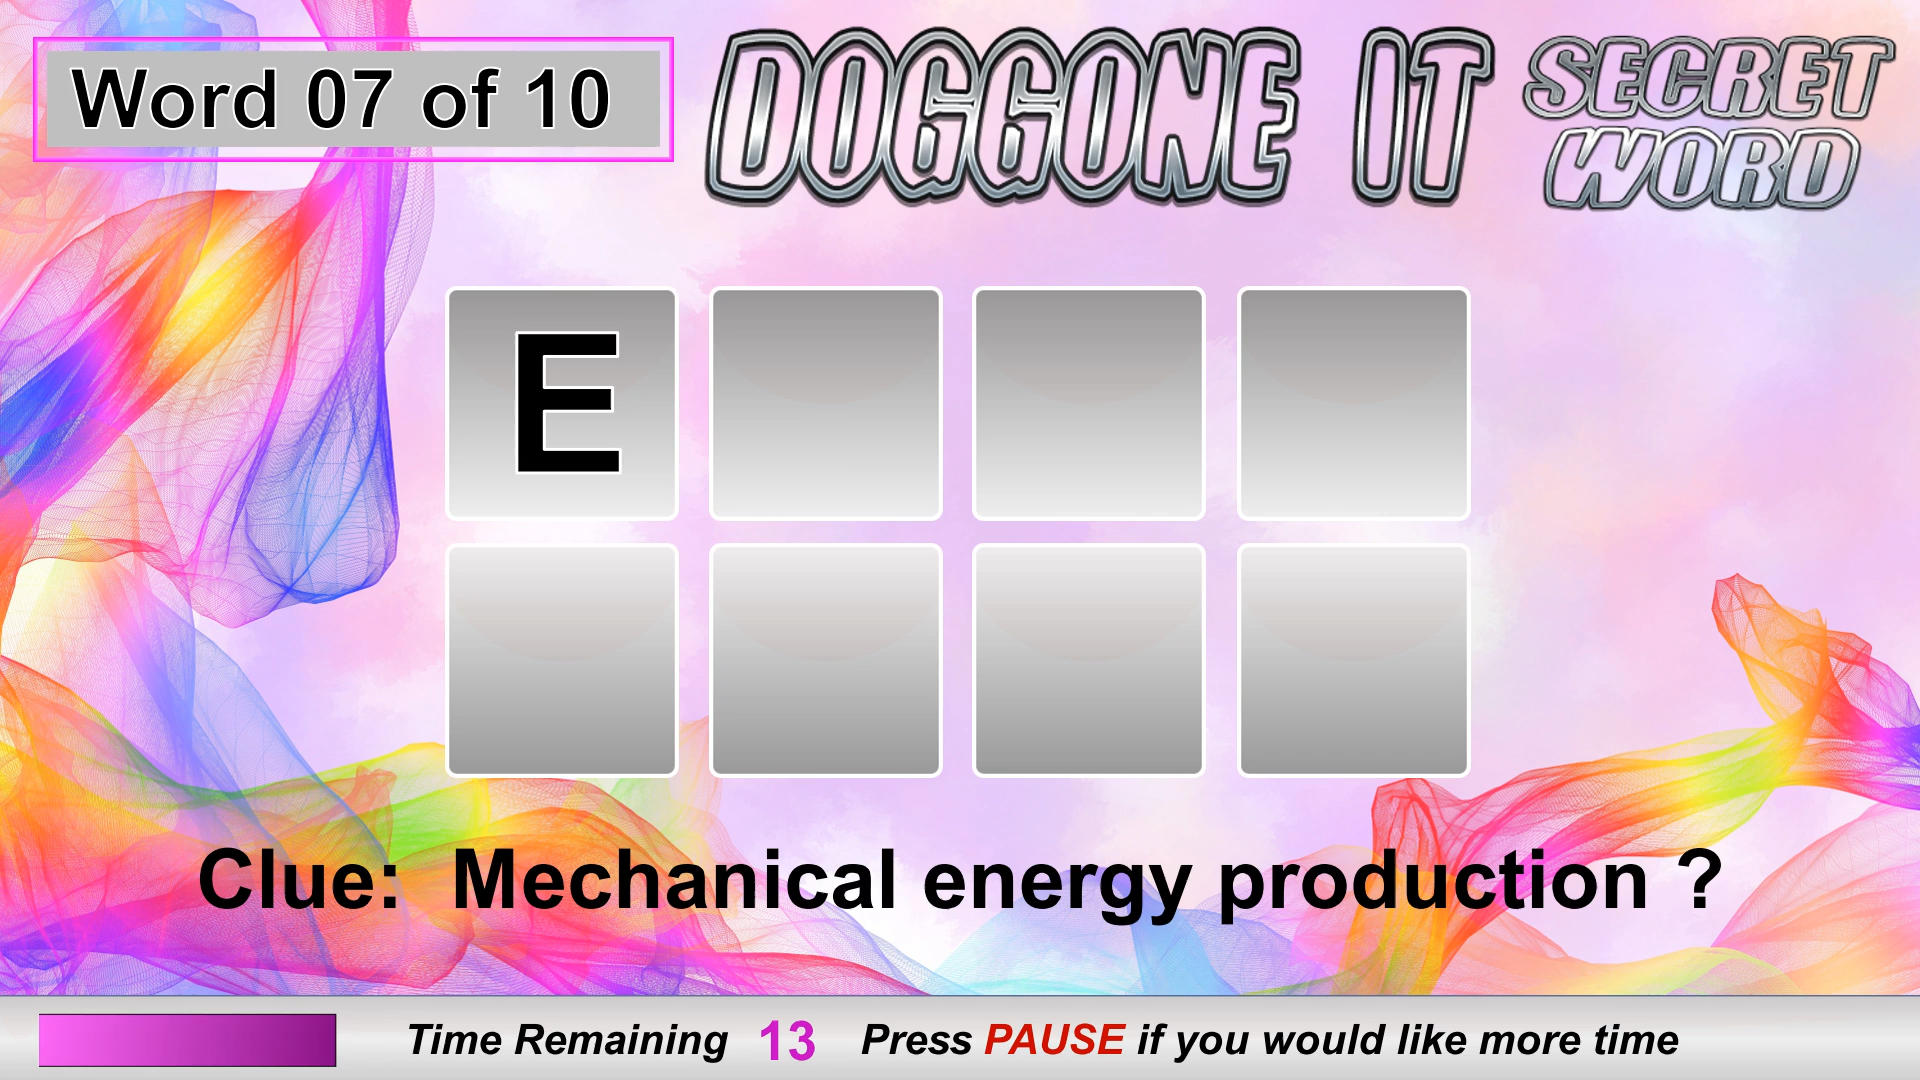 Word 07 of 10
DOGGONE IT
SECRET
WORD
E
Clue: Mechanical energy production ?
Time Remaining 13 Press PAUSE if you would like more time